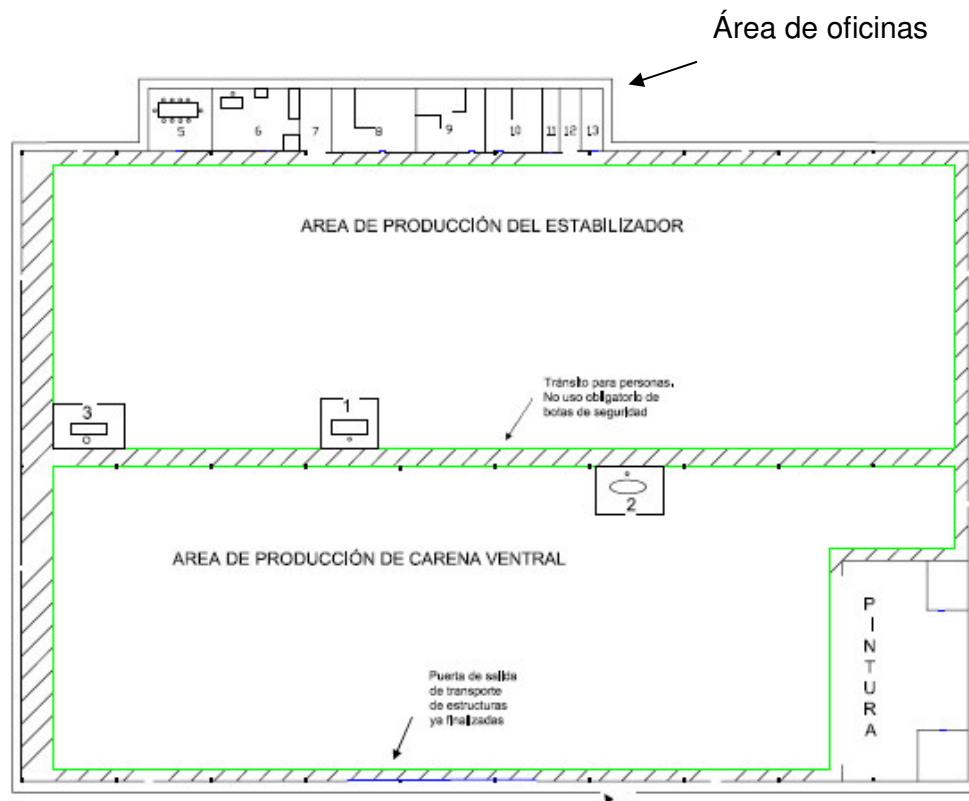 Área de oficinas
5 6 7 8 9 10 11 12 13
AREA DE PRODUCCIÓN DEL ESTABILIZADOR
Tránsito para personas.
No uso obligatorio de
botas de seguridad
3
1
2
AREA DE PRODUCCIÓN DE CARENA VENTRAL
P
I
N
T
U
R
A
Puerta de salida
de transporte
de estructuras
ya finalizadas